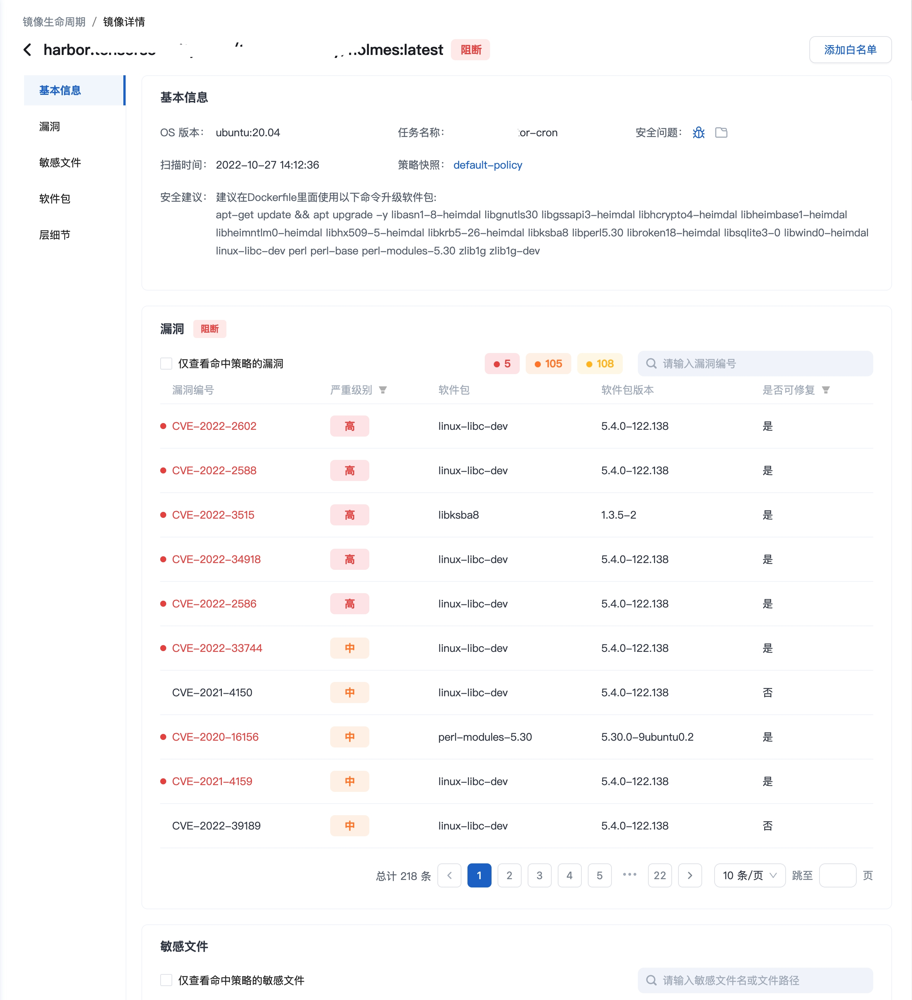 镜像生命周期 / 镜像详情
harbor. olmes:latest 阻断 添加白名单
基本信息
漏洞
敏感文件
软件包
层细节
基本信息
OS 版本： ubuntu:20.04 任务名称： or-cron 安全问题：
扫描时间： 2022-10-27 14:12:36 策略快照： default-policy
安全建议： 建议在Dockerfile里面使用以下命令升级软件包:
apt-get update && apt upgrade -y libasn1-8-heimdal libgnutls30 libgssapi3-heimdal libhcrypto4-heimdal libheimbase1-heimdal
libheimntlm0-heimdal libhx509-5-heimdal libkrb5-26-heimdal libksba8 libperl5.30 libroken18-heimdal libsqlite3-0 libwind0-heimdal
linux-libc-dev perl perl-base perl-modules-5.30 zlib1g zlib1g-dev
漏洞 阻断
仅查看命中策略的漏洞 5 105 108 请输入漏洞编号
漏洞编号 严重级别 软件包 软件包版本 是否可修复
CVE-2022-2602 高 linux-libc-dev 5.4.0-122.138 是
CVE-2022-2588 高 linux-libc-dev 5.4.0-122.138 是
CVE-2022-3515 高 libksba8 1.3.5-2 是
CVE-2022-34918 高 linux-libc-dev 5.4.0-122.138 是
CVE-2022-2586 高 linux-libc-dev 5.4.0-122.138 是
CVE-2022-33744 中 linux-libc-dev 5.4.0-122.138 是
CVE-2021-4150 中 linux-libc-dev 5.4.0-122.138 否
CVE-2020-16156 中 perl-modules-5.30 5.30.0-9ubuntu0.2 是
CVE-2021-4159 中 linux-libc-dev 5.4.0-122.138 是
CVE-2022-39189 中 linux-libc-dev 5.4.0-122.138 否
总计 218 条 < 1 2 3 4 5 ••• 22 > 10 条/页 跳至 页
敏感文件
仅查看命中策略的敏感文件 请输入敏感文件名或文件路径